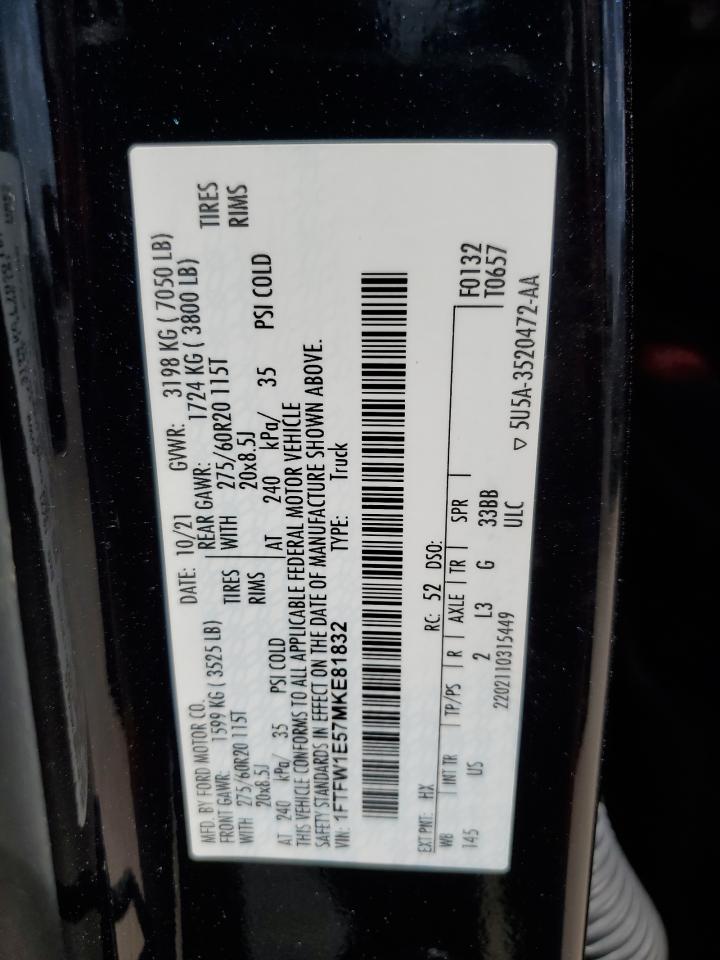 MFD. BY FORD MOTOR CO.
DATE: 10/21 GVWR: 3198 KG ( 7050 LB)
FRONT GAWR: 1599 KG ( 3525 LB) REAR GAWR: 1724 KG ( 3800 LB)
WITH 275/60R20 115T TIRES WITH 275/60R20 115T TIRES
20x8.5J RIMS 20x8.5J RIMS
AT 240 kPa/ 35 PSI COLD AT 240 kPa/ 35 PSI COLD
THIS VEHICLE CONFORMS TO ALL APPLICABLE FEDERAL MOTOR VEHICLE
SAFETY STANDARDS IN EFFECT ON THE DATE OF MANUFACTURE SHOWN ABOVE.
VIN: 1FTFW1E57MKE81832 TYPE: Truck
EXT PNT: HX RC: 52 DSO: F0132
WB INT TR TP/PS R AXLE TR SPR T0657
145 US 2 L3 G 33BB
ULC
2202110315449
▽ 5U5A-3520472-AA